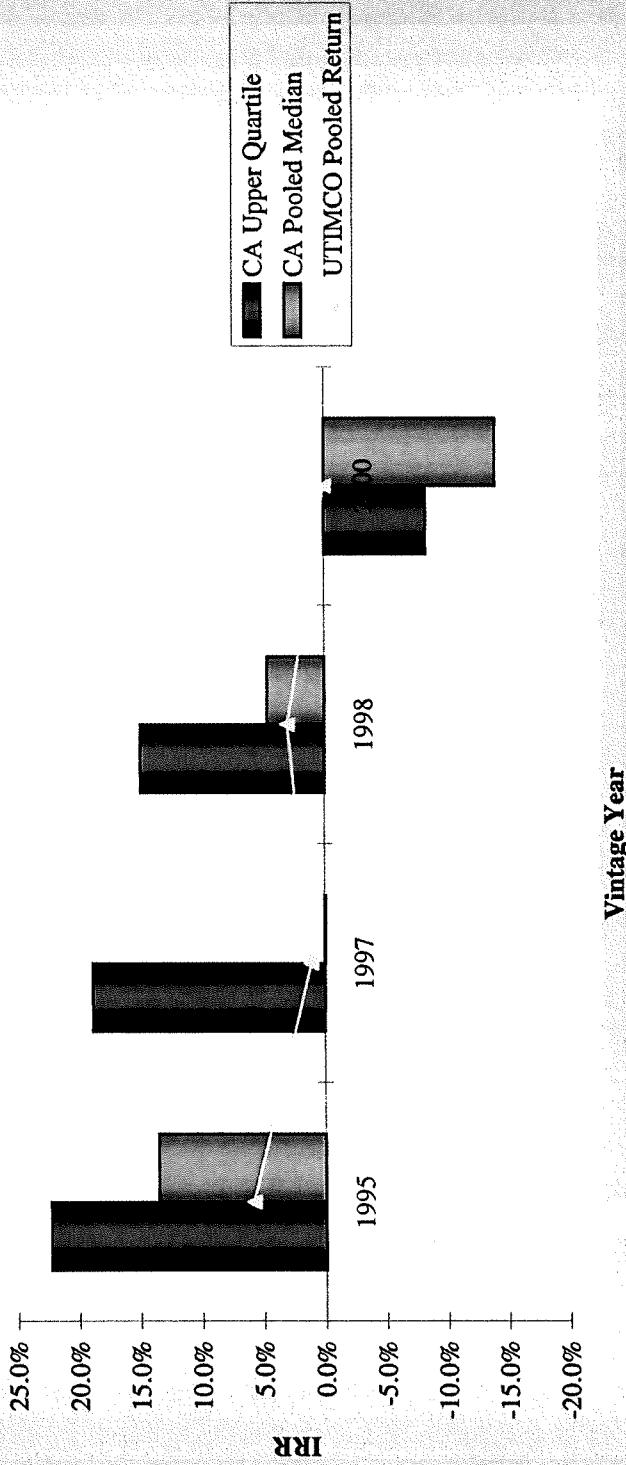 CA Upper Quartile
CA Pooled Median
UTIMCO Pooled Return
25.0%
20.0%
15.0%
10.0%
5.0%
0.0%
-5.0%
-10.0%
-15.0%
-20.0%
IRR
1995
1997
1998
Vintage Year